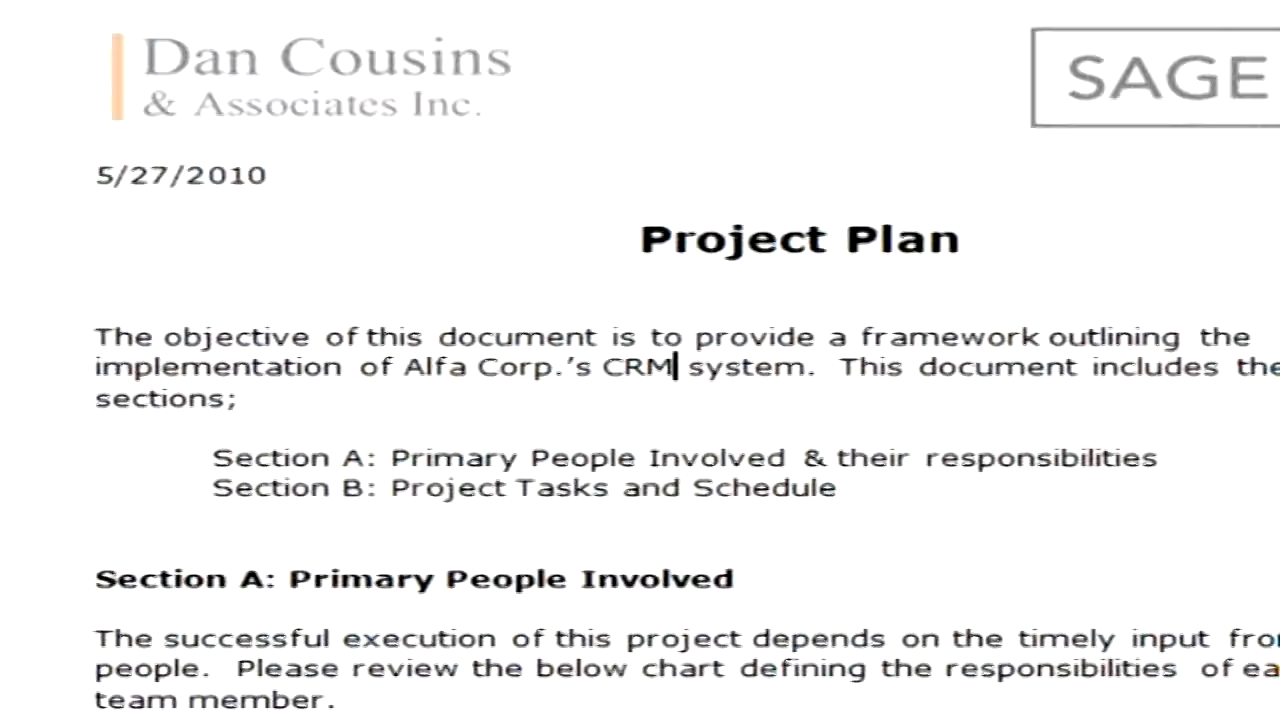 Dan Cousins
& Associates Inc.
SAGE
5/27/2010
Project Plan
The objective of this document is to provide a framework outlining the
implementation of Alfa Corp.’s CRM system. This document includes the
sections;
Section A: Primary People Involved & their responsibilities
Section B: Project Tasks and Schedule
Section A: Primary People Involved
The successful execution of this project depends on the timely input
people. Please review the below chart defining the responsibilities of
team member.